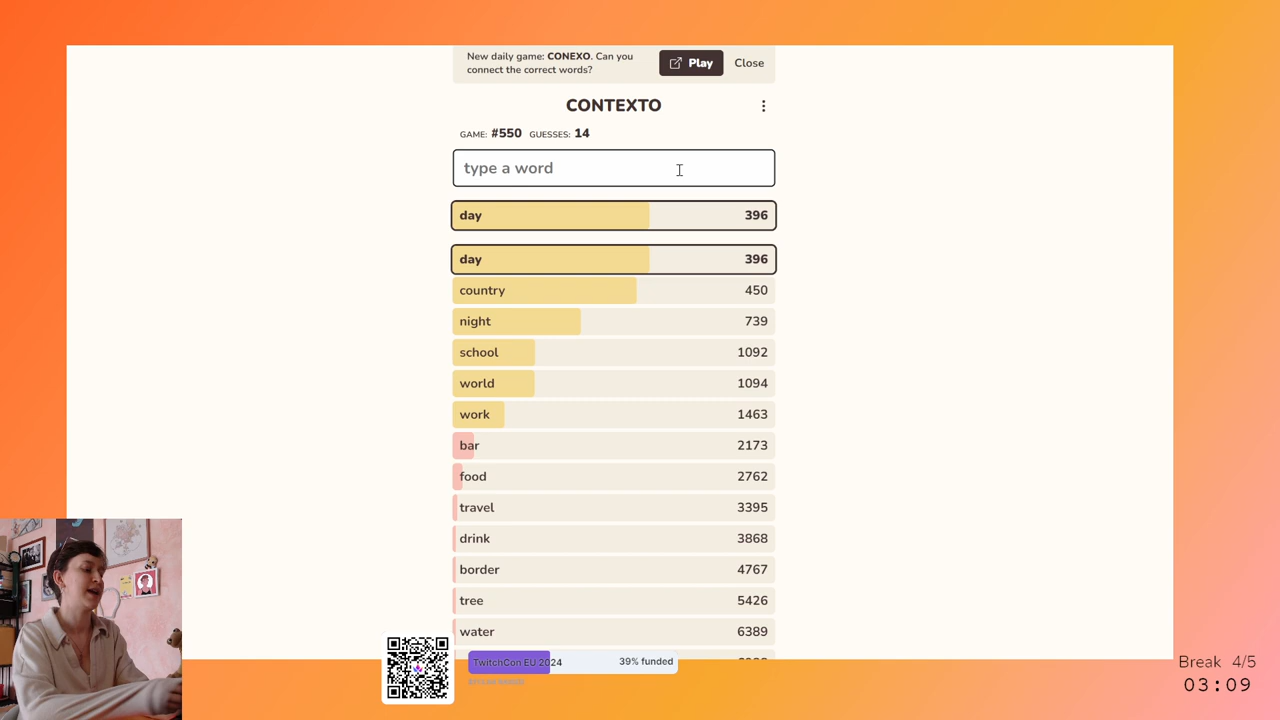 New daily game: CONEXO. Can you
connect the correct words?
Play
Close
CONTEXTO
GAME: #550 GUESSES: 14
type a word
day 396
day 396
country 450
night 739
school 1092
world 1094
work 1463
bar 2173
food 2762
travel 3395
drink 3868
border 4767
tree 5426
water 6389
TwitchCon EU 2024 39% funded
Break 4/5
03:09